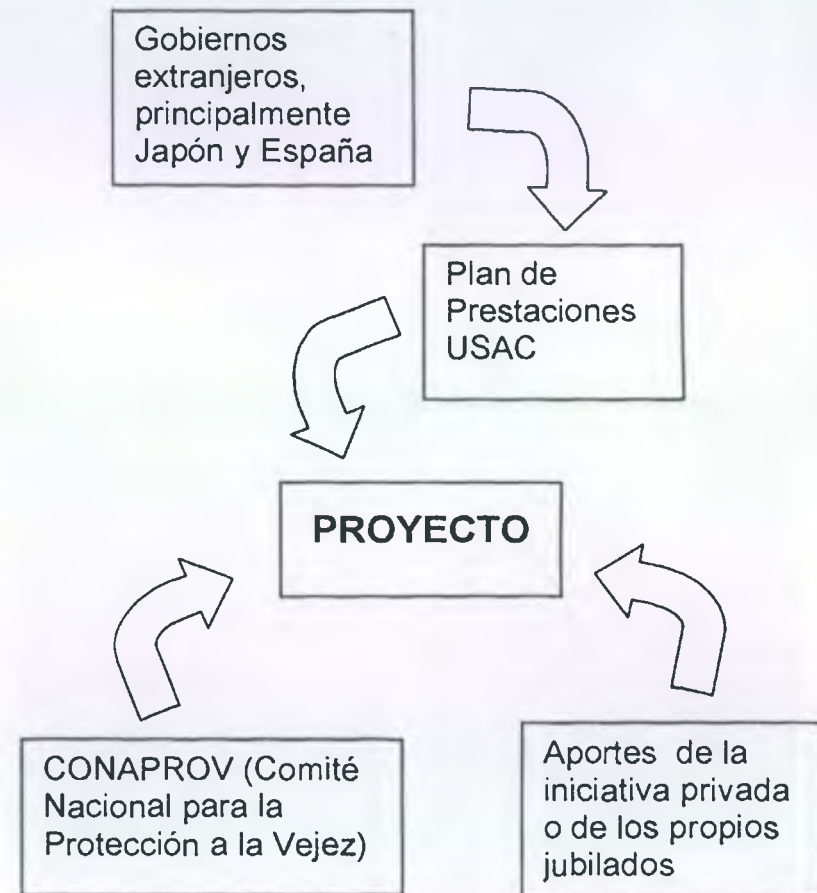 Gobiernos
extranjeros,
principalmente
Japón y España
Plan de
Prestaciones
USAC
PROYECTO
CONAPROV (Comité
Nacional para la
Protección a la Vejez)
Aportes de la
iniciativa privada
o de los propios
jubilados